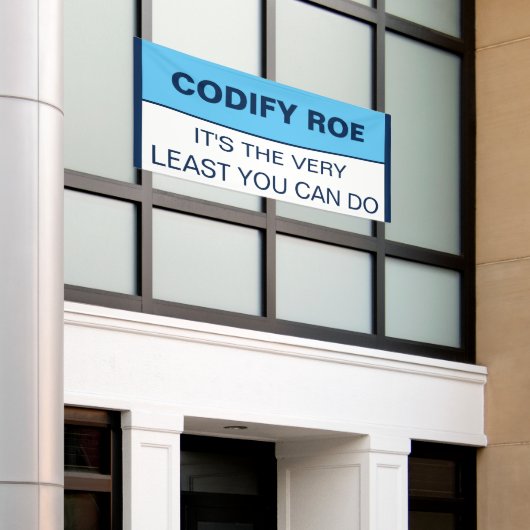 CODIFY ROE
IT'S THE VERY
LEAST YOU CAN DO